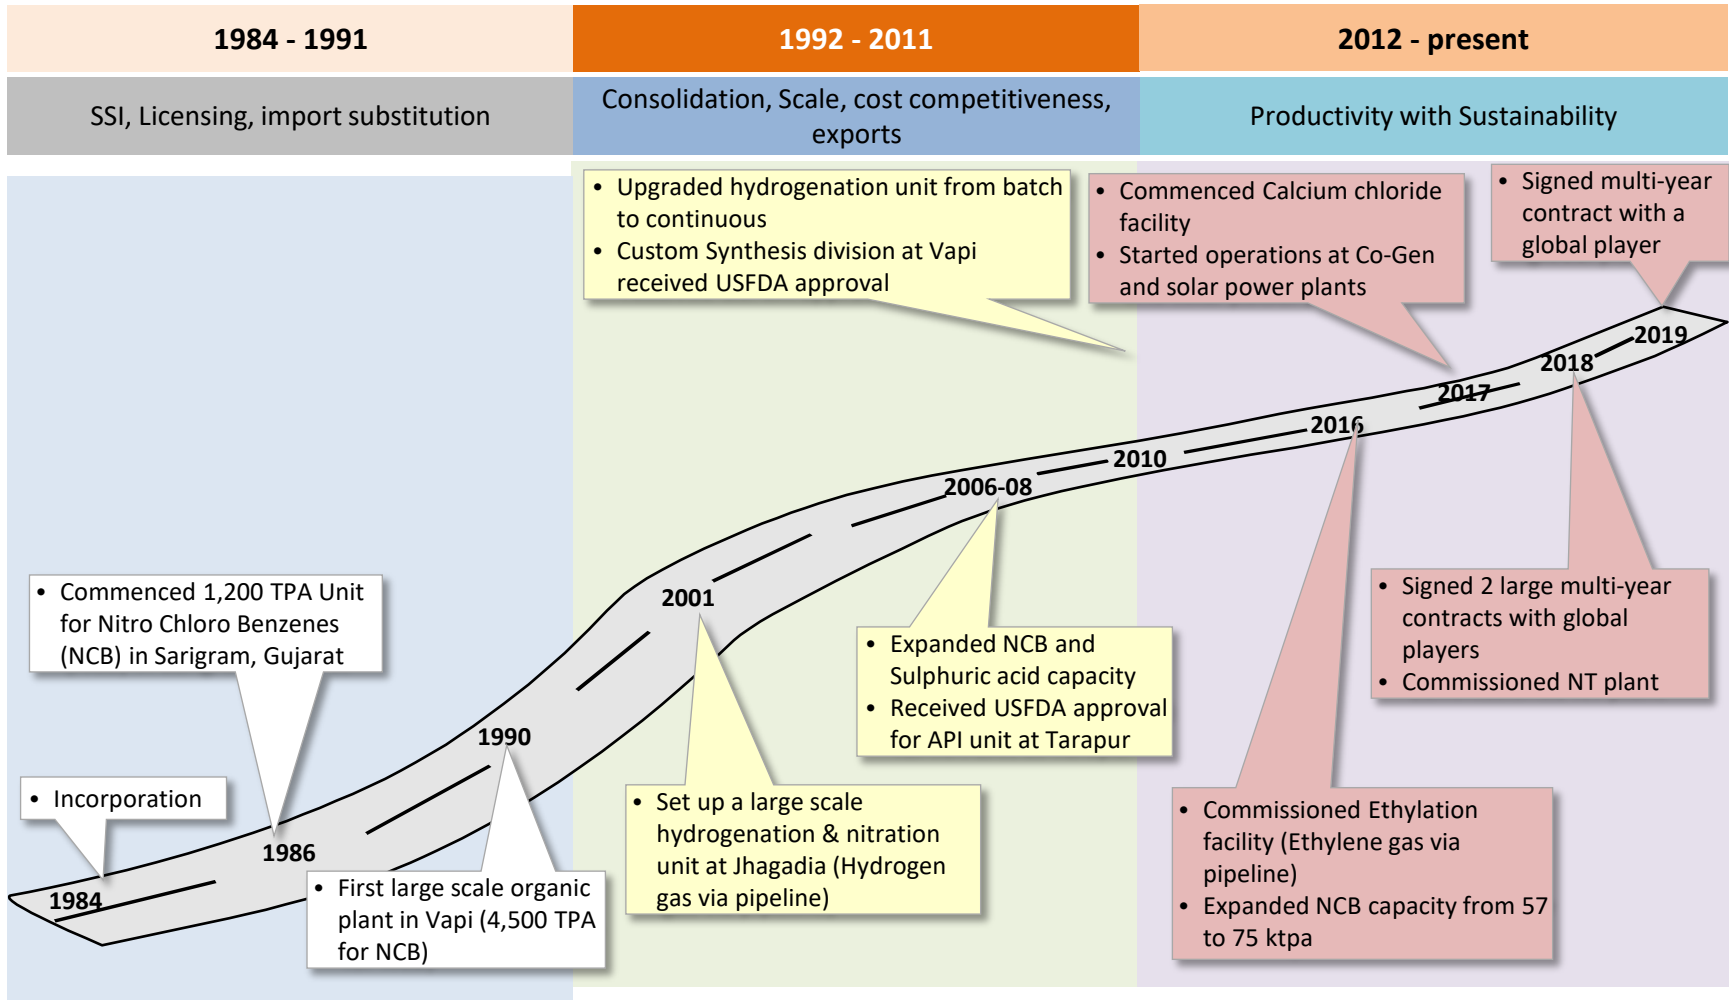 1984 - 1991
1992 - 2011
2012 - present
SSI, Licensing, import substitution
Consolidation, Scale, cost competitiveness,
exports
Productivity with Sustainability
• Upgraded hydrogenation unit from batch
to continuous
• Custom Synthesis division at Vapi
received USFDA approval
• Commenced Calcium chloride
facility
• Started operations at Co-Gen
and solar power plants
• Signed multi-year
contract with a
global player
2019
2018
2017
2016
2010
2006-08
2001
1990
1986
1984
• Commenced 1,200 TPA Unit
for Nitro Chloro Benzenes
(NCB) in Sarigram, Gujarat
• Incorporation
• First large scale organic
plant in Vapi (4,500 TPA
for NCB)
• Set up a large scale
hydrogenation & nitration
unit at Jhagadia (Hydrogen
gas via pipeline)
• Expanded NCB and
Sulphuric acid capacity
• Received USFDA approval
for API unit at Tarapur
• Signed 2 large multi-year
contracts with global
players
• Commissioned NT plant
• Commissioned Ethylation
facility (Ethylene gas via
pipeline)
• Expanded NCB capacity from 57
to 75 ktpa